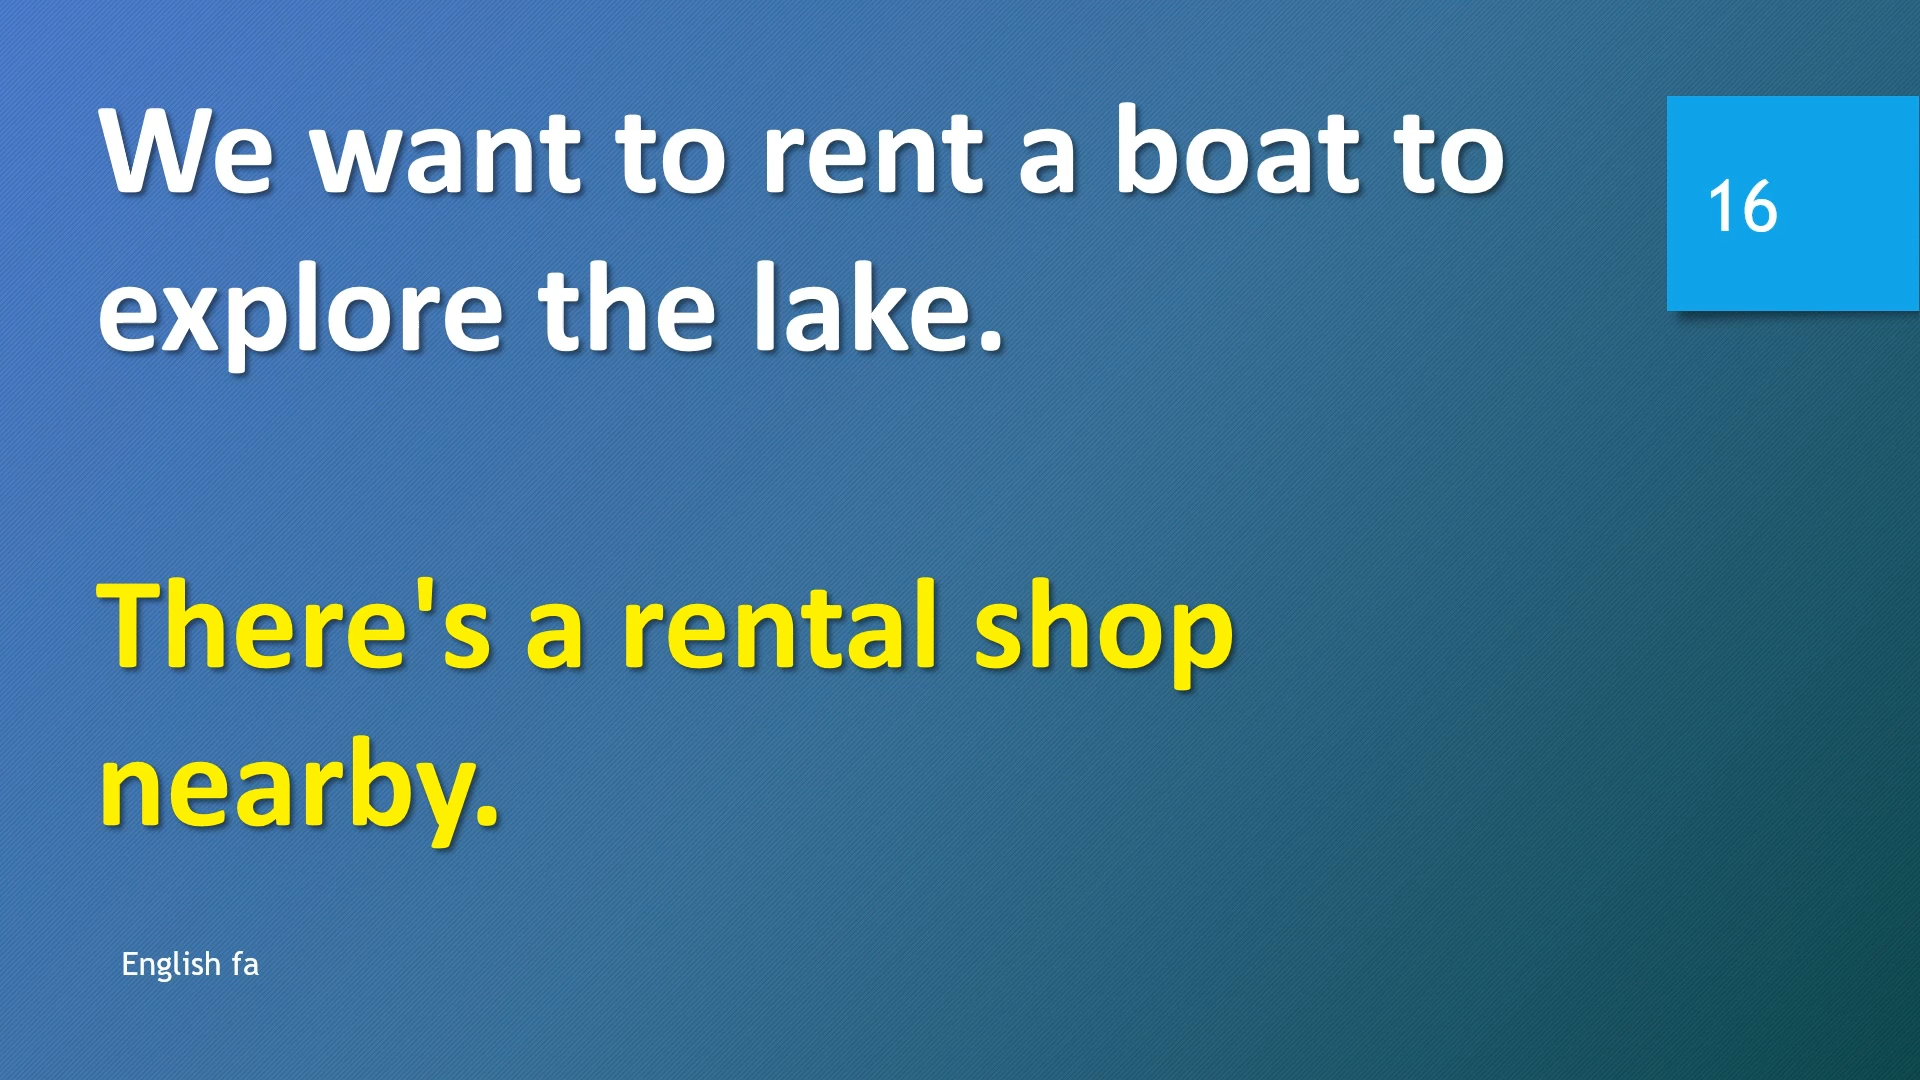 We want to rent a boat to
explore the lake.
16
There's a rental shop
nearby.
English fa